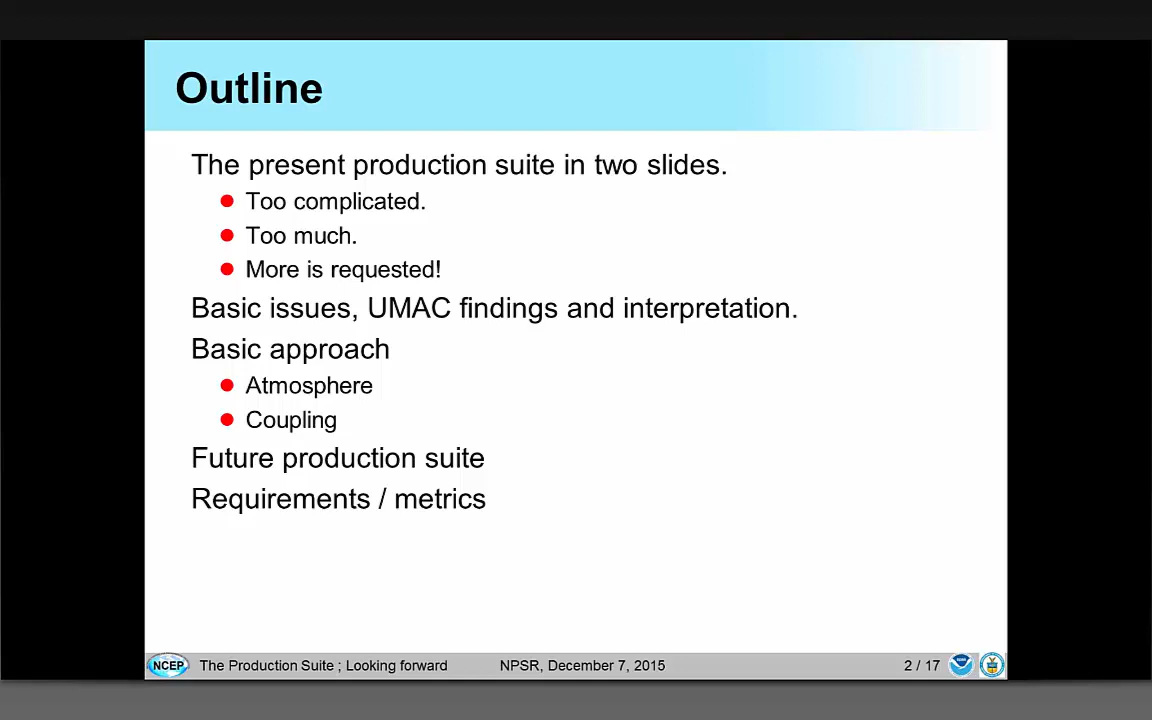 Outline
The present production suite in two slides.
Too complicated.
Too much.
More is requested!
Basic issues, UMAC findings and interpretation.
Basic approach
Atmosphere
Coupling
Future production suite
Requirements / metrics
NCEP The Production Suite ; Looking forward NPSR, December 7, 2015 2 / 17